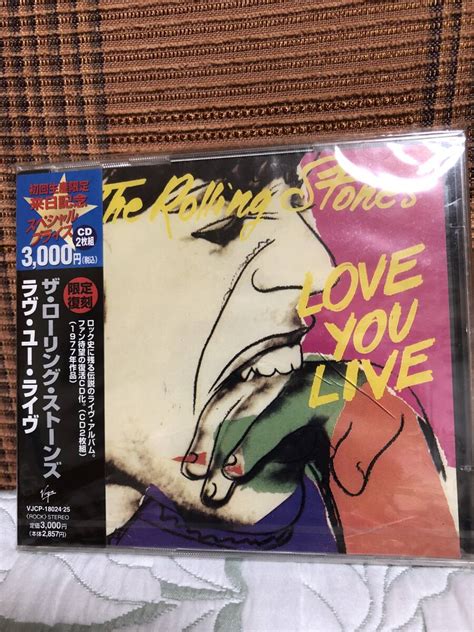 初回生産限定
来日記念
スペシャル
プライス
CD
2枚組
3,000円(税込)
限定
復刻
ロック史に残る伝説のライヴ・アルバム。
ファン待望の復活CD化。(CD2枚組)
(1977年作品)
ザ・ローリング・ストーンズ
ラヴ・ユー・ライヴ
Virgin
VJCP-18024・25
(ROCK) STEREO
定価3,000円
(本体2,857円)
The Rolling Stones
LOVE
YOU
LIVE